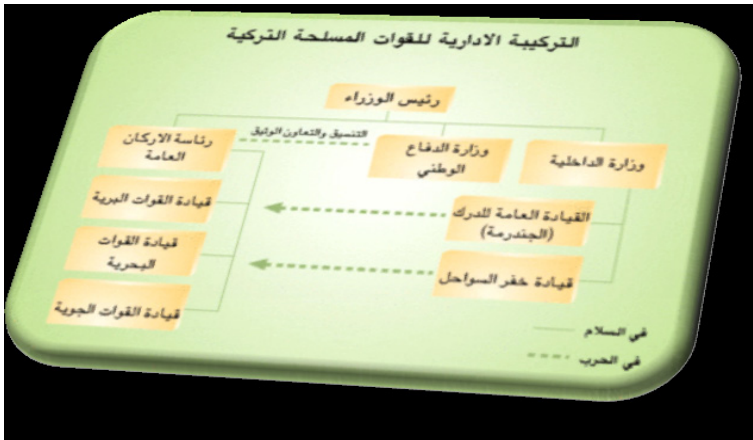 التركيبة الادارية للقوات المسلحة التركية
رئيس الوزراء
وزارة الداخلية
وزارة الدفاع
الوطني
التنسيق والتعاون الوثيق
رئاسة الاركان
العامة
القيادة العامة للدرك
(الجندرمة)
قيادة خفر السواحل
قيادة القوات البرية
قيادة القوات
البحرية
قيادة القوات الجوية
في السلام
في الحرب